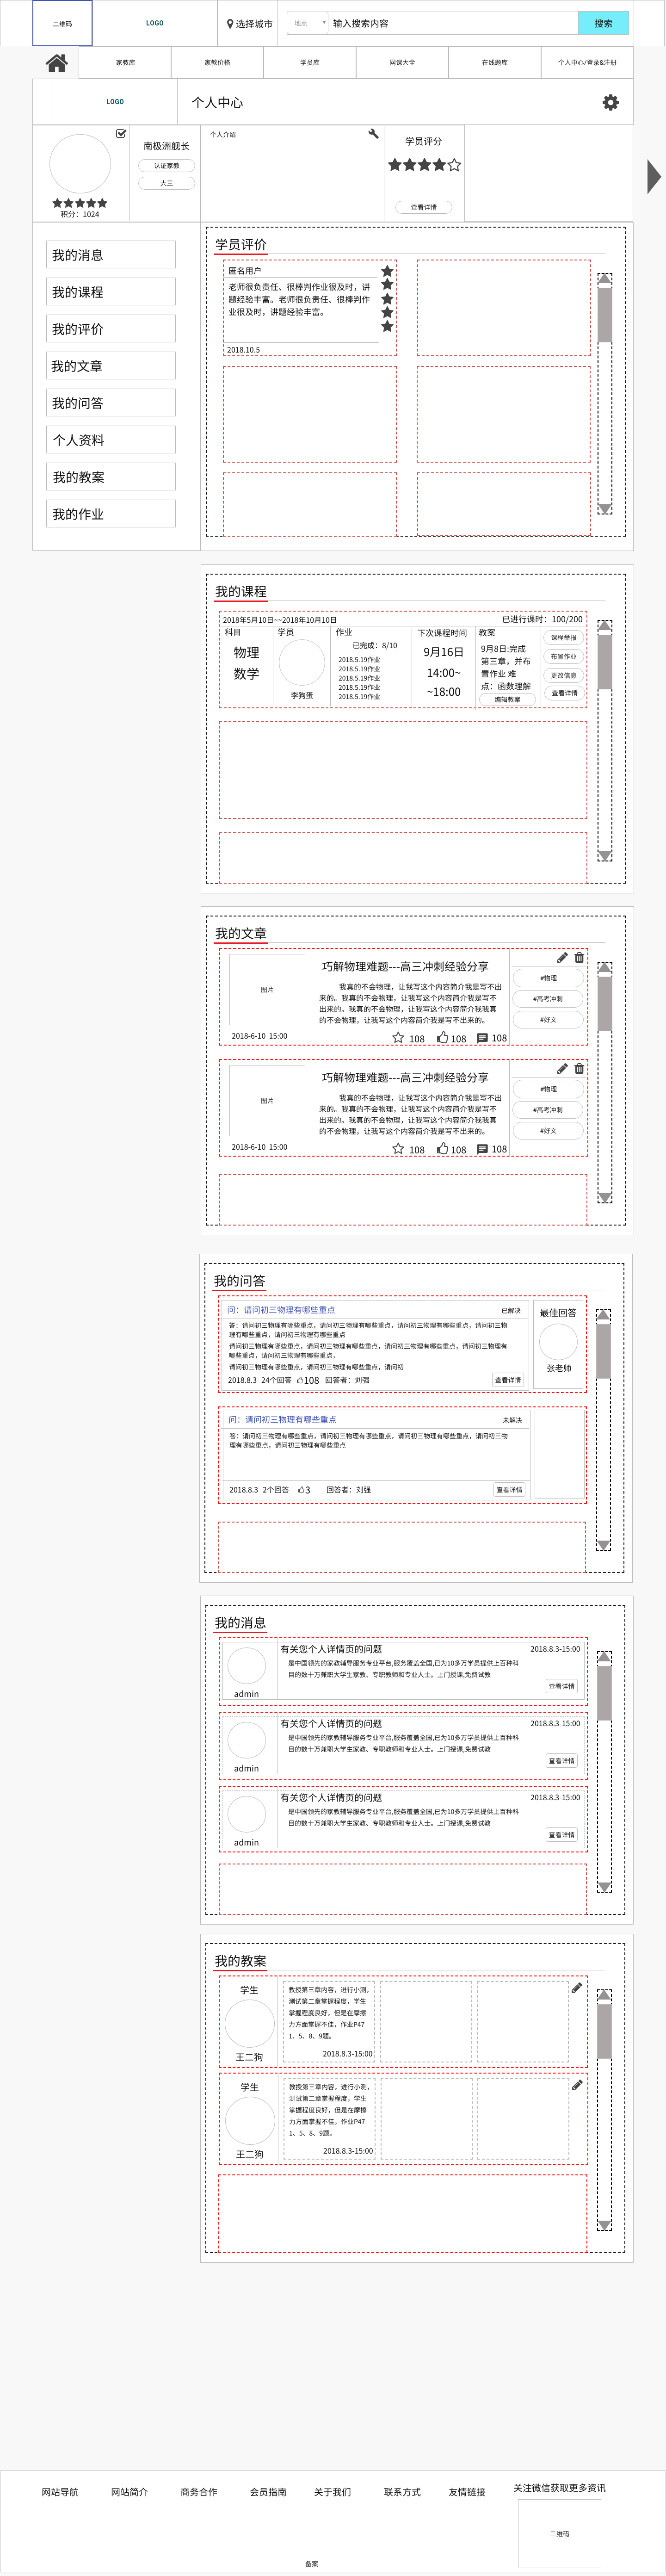 二维码
LOGO
选择城市
地点
输入搜索内容
搜索
家教库
家教价格
学员库
网课大全
在线题库
个人中心/登录&注册
LOGO
个人中心
积分：1024
南极洲舰长
认证家教
大三
个人介绍
学员评分
查看详情
我的消息
我的课程
我的评价
我的文章
我的问答
个人资料
我的教案
我的作业
学员评价
匿名用户
老师很负责任、很棒判作业很及时，讲
题经验丰富。老师很负责任、很棒判作
业很及时，讲题经验丰富。
2018.10.5
我的课程
2018年5月10日~~2018年10月10日
已进行课时：100/200
科目
物理
数学
学员
李狗蛋
作业
已完成：8/10
2018.5.19作业
2018.5.19作业
2018.5.19作业
2018.5.19作业
2018.5.19作业
下次课程时间
9月16日
14:00~
~18:00
教案
9月8日:完成
第三章，并布
置作业 难
点：函数理解
编辑教案
课程举报
布置作业
更改信息
查看详情
我的文章
图片
2018-6-10 15:00
巧解物理难题---高三冲刺经验分享
我真的不会物理，让我写这个内容简介我是写不出
来的。我真的不会物理，让我写这个内容简介我是写不
出来的。我真的不会物理，让我写这个内容简介我我真
的不会物理，让我写这个内容简介我是写不出来的。
108
108
108
#物理
#高考冲刺
#好文
图片
2018-6-10 15:00
巧解物理难题---高三冲刺经验分享
我真的不会物理，让我写这个内容简介我是写不出
来的。我真的不会物理，让我写这个内容简介我是写不
出来的。我真的不会物理，让我写这个内容简介我我真
的不会物理，让我写这个内容简介我是写不出来的。
108
108
108
#物理
#高考冲刺
#好文
我的问答
问：请问初三物理有哪些重点
已解决
答：请问初三物理有哪些重点，请问初三物理有哪些重点，请问初三物理有哪些重点，请问初三物
理有哪些重点，请问初三物理有哪些重点
请问初三物理有哪些重点，请问初三物理有哪些重点，请问初三物理有哪些重点，请问初三物理有
哪些重点，请问初三物理有哪些重点，
请问初三物理有哪些重点，请问初三物理有哪些重点，请问初
2018.8.3 24个回答
108
回答者：刘强
查看详情
最佳回答
张老师
问：请问初三物理有哪些重点
未解决
答：请问初三物理有哪些重点，请问初三物理有哪些重点，请问初三物理有哪些重点，请问初三物
理有哪些重点，请问初三物理有哪些重点
2018.8.3 2个回答
3
回答者：刘强
查看详情
我的消息
admin
有关您个人详情页的问题
2018.8.3-15:00
是中国领先的家教辅导服务专业平台,服务覆盖全国,已为10多万学员提供上百种科
目的数十万兼职大学生家教、专职教师和专业人士。上门授课,免费试教
查看详情
admin
有关您个人详情页的问题
2018.8.3-15:00
是中国领先的家教辅导服务专业平台,服务覆盖全国,已为10多万学员提供上百种科
目的数十万兼职大学生家教、专职教师和专业人士。上门授课,免费试教
查看详情
admin
有关您个人详情页的问题
2018.8.3-15:00
是中国领先的家教辅导服务专业平台,服务覆盖全国,已为10多万学员提供上百种科
目的数十万兼职大学生家教、专职教师和专业人士。上门授课,免费试教
查看详情
我的教案
学生
王二狗
教授第三章内容，进行小测，
测试第二章掌握程度，学生
掌握程度良好，但是在摩擦
力方面掌握不佳，作业P47
1、5、8、9题。
2018.8.3-15:00
学生
王二狗
教授第三章内容，进行小测，
测试第二章掌握程度，学生
掌握程度良好，但是在摩擦
力方面掌握不佳，作业P47
1、5、8、9题。
2018.8.3-15:00
网站导航
网站简介
商务合作
会员指南
关于我们
联系方式
友情链接
关注微信获取更多资讯
二维码
备案